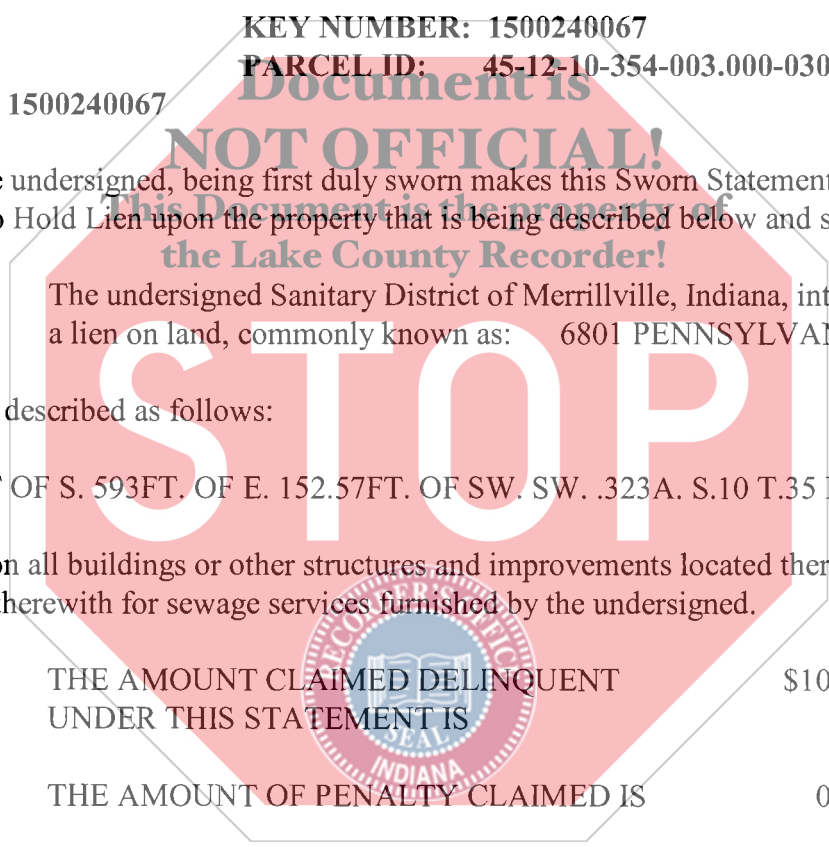 KEY NUMBER: 1500240067
PARCEL ID: 45-12-10-354-003.000-030
1500240067
Document is
NOT OFFICIAL!
undersigned, being first duly sworn makes this Sworn Statement
This Document is the property of
Hold Lien upon the property that is being described below and
the Lake County Recorder!
The undersigned Sanitary District of Merrillville, Indiana,
a lien on land, commonly known as: 6801
STOP
described as follows:
OF S. 593FT. OF E. 152.57FT. OF SW. SW. .323A. S.10 T.35
on all buildings or other structures and improvements located
therewith for sewage services furnished by the undersigned.
RECORDER'S OFFICE
THE AMOUNT CLAIMED DELINQUENT $10
UNDER THIS STATEMENT IS
SEAL
INDIANA
THE AMOUNT OF PENALTY CLAIMED IS 0